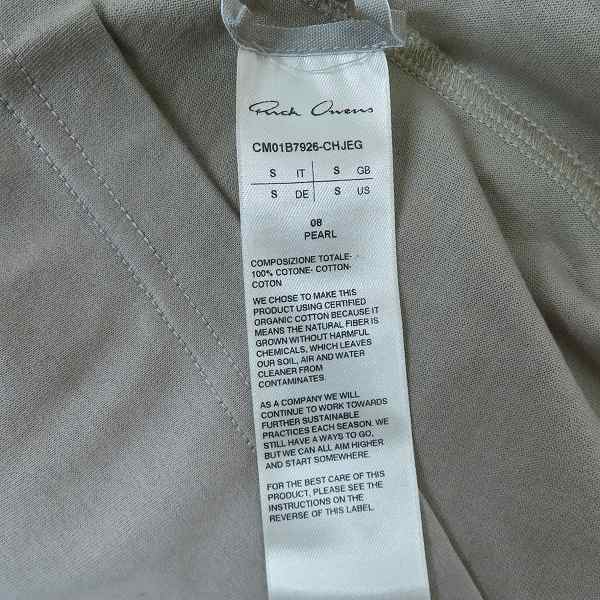 Rick Owens
CM01B7926-CHJEG
S IT S GB
S DE S US
08
PEARL
COMPOSIZIONE TOTALE-
100% COTONE- COTTON-
COTON
WE CHOSE TO MAKE THIS
PRODUCT USING CERTIFIED
ORGANIC COTTON BECAUSE IT
MEANS THE NATURAL FIBER IS
GROWN WITHOUT HARMFUL
CHEMICALS, WHICH LEAVES
OUR SOIL, AIR AND WATER
CLEANER FROM
CONTAMINATES.
AS A COMPANY WE WILL
CONTINUE TO WORK TOWARDS
FURTHER SUSTAINABLE
PRACTICES EACH SEASON. WE
STILL HAVE A WAYS TO GO,
BUT WE CAN ALL AIM HIGHER
AND START SOMEWHERE.
FOR THE BEST CARE OF THIS
PRODUCT, PLEASE SEE THE
INSTRUCTIONS ON THE
REVERSE OF THIS LABEL.